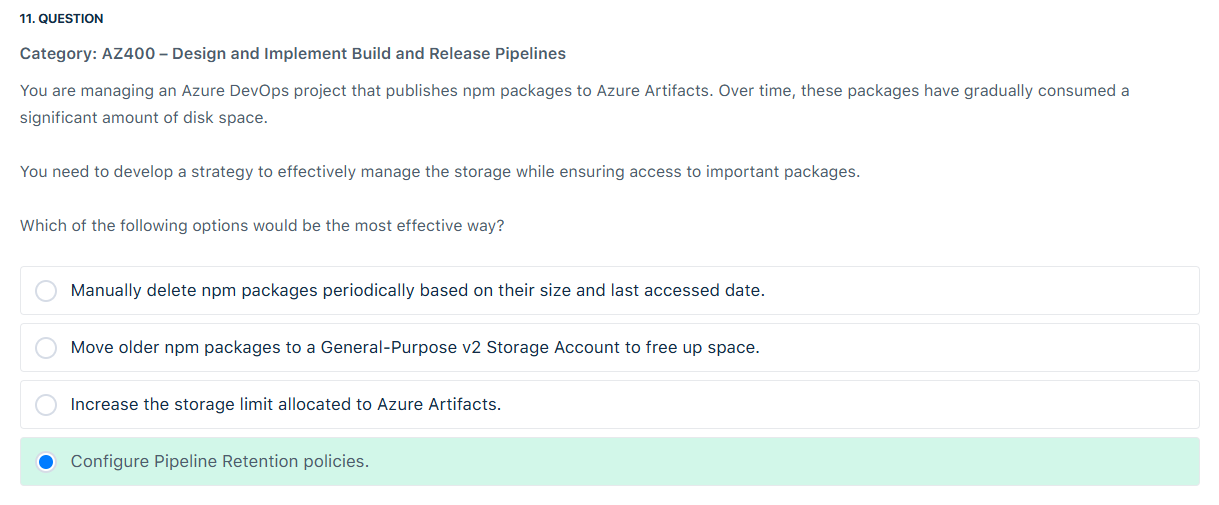 11. QUESTION
Category: AZ400 – Design and Implement Build and Release Pipelines
You are managing an Azure DevOps project that publishes npm packages to Azure Artifacts. Over time, these packages have gradually consumed a
significant amount of disk space.
You need to develop a strategy to effectively manage the storage while ensuring access to important packages.
Which of the following options would be the most effective way?
Manually delete npm packages periodically based on their size and last accessed date.
Move older npm packages to a General-Purpose v2 Storage Account to free up space.
Increase the storage limit allocated to Azure Artifacts.
Configure Pipeline Retention policies.